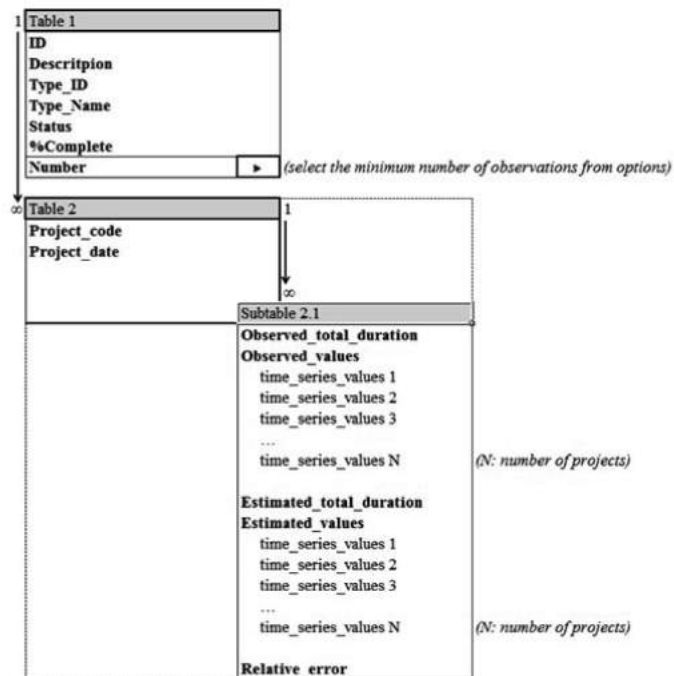 1 Table 1
ID
Descritpion
Type_ID
Type_Name
Status
%Complete
Number ► (select the minimum number of observations from options)
∞ Table 2 1
Project_code
Project_date
∞
Subtable 2.1
Observed_total_duration
Observed_values
time_series_values 1
time_series_values 2
time_series_values 3
...
time_series_values N (N: number of projects)
Estimated_total_duration
Estimated_values
time_series_values 1
time_series_values 2
time_series_values 3
...
time_series_values N (N: number of projects)
Relative_error